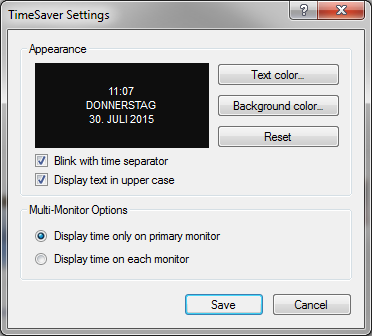 TimeSaver Settings
Appearance
11:07
DONNERSTAG
30. JULI 2015
Text color...
Background color...
Reset
Blink with time separator
Display text in upper case
Multi-Monitor Options
Display time only on primary monitor
Display time on each monitor
Save
Cancel